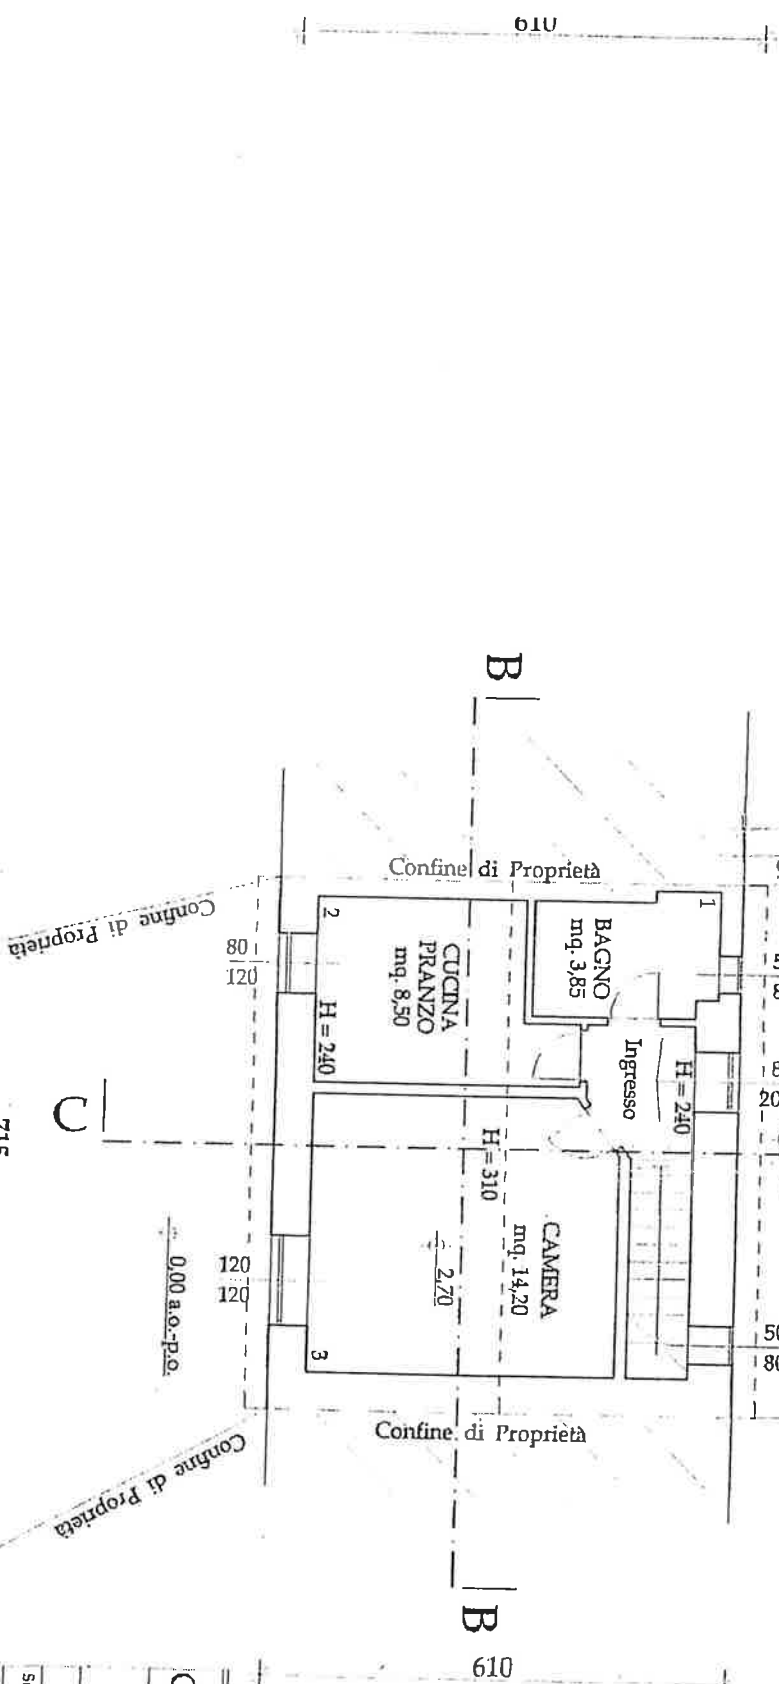 610
B
Confine di Proprietà
Confine di Proprietà
1
2
BAGNO
mq. 3,85
CUCINA
PRANZO
mq. 8,50
80
120
H = 240
Ingresso
H = 240
20
C
715
H = 310
CAMERA
mq. 14,20
2,70
120
120
0,00 a.o.-p.o.
50
80
3
Confine di Proprietà
Confine di Proprietà
B
610